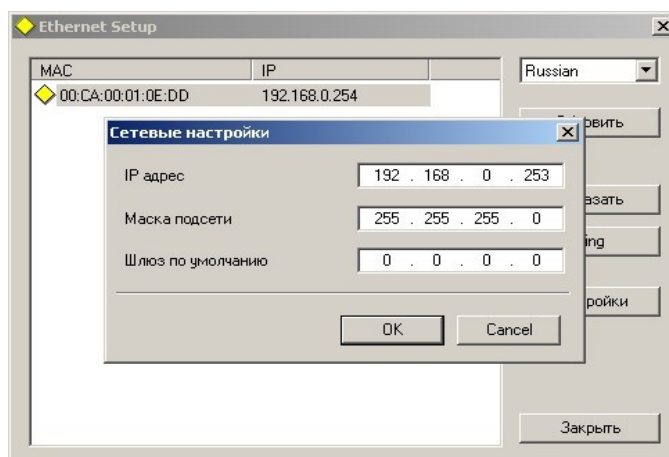 Ethernet Setup
MAC IP
00:CA:00:01:0E:DD 192.168.0.254
Russian
Сетевые настройки
IP адрес 192 . 168 . 0 . 253
Маска подсети 255 . 255 . 255 . 0
Шлюз по умолчанию 0 . 0 . 0 . 0
OK Cancel
Закрыть